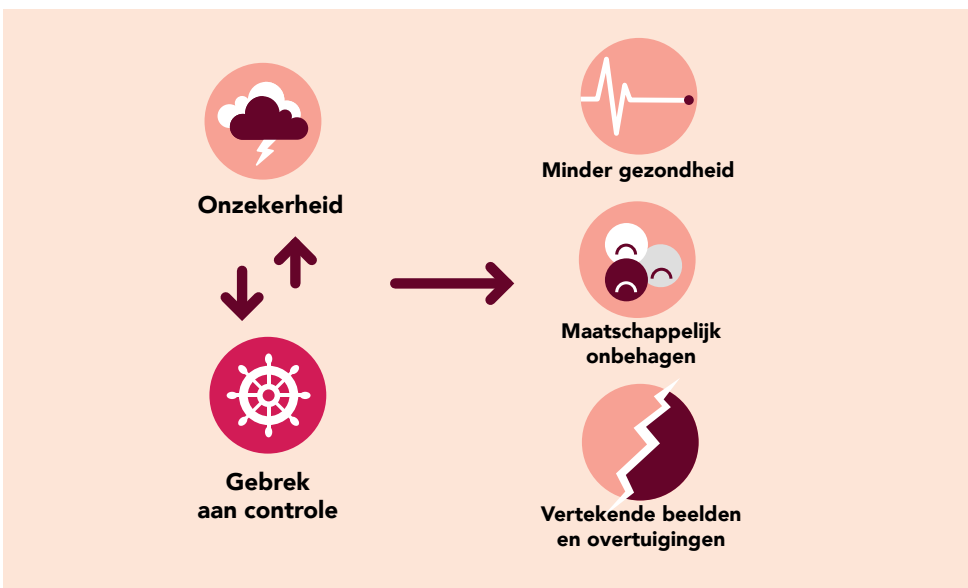 Onzekerheid
Gebrek
aan controle
Minder gezondheid
Maatschappelijk
onbehagen
Vertekende beelden
en overtuigingen